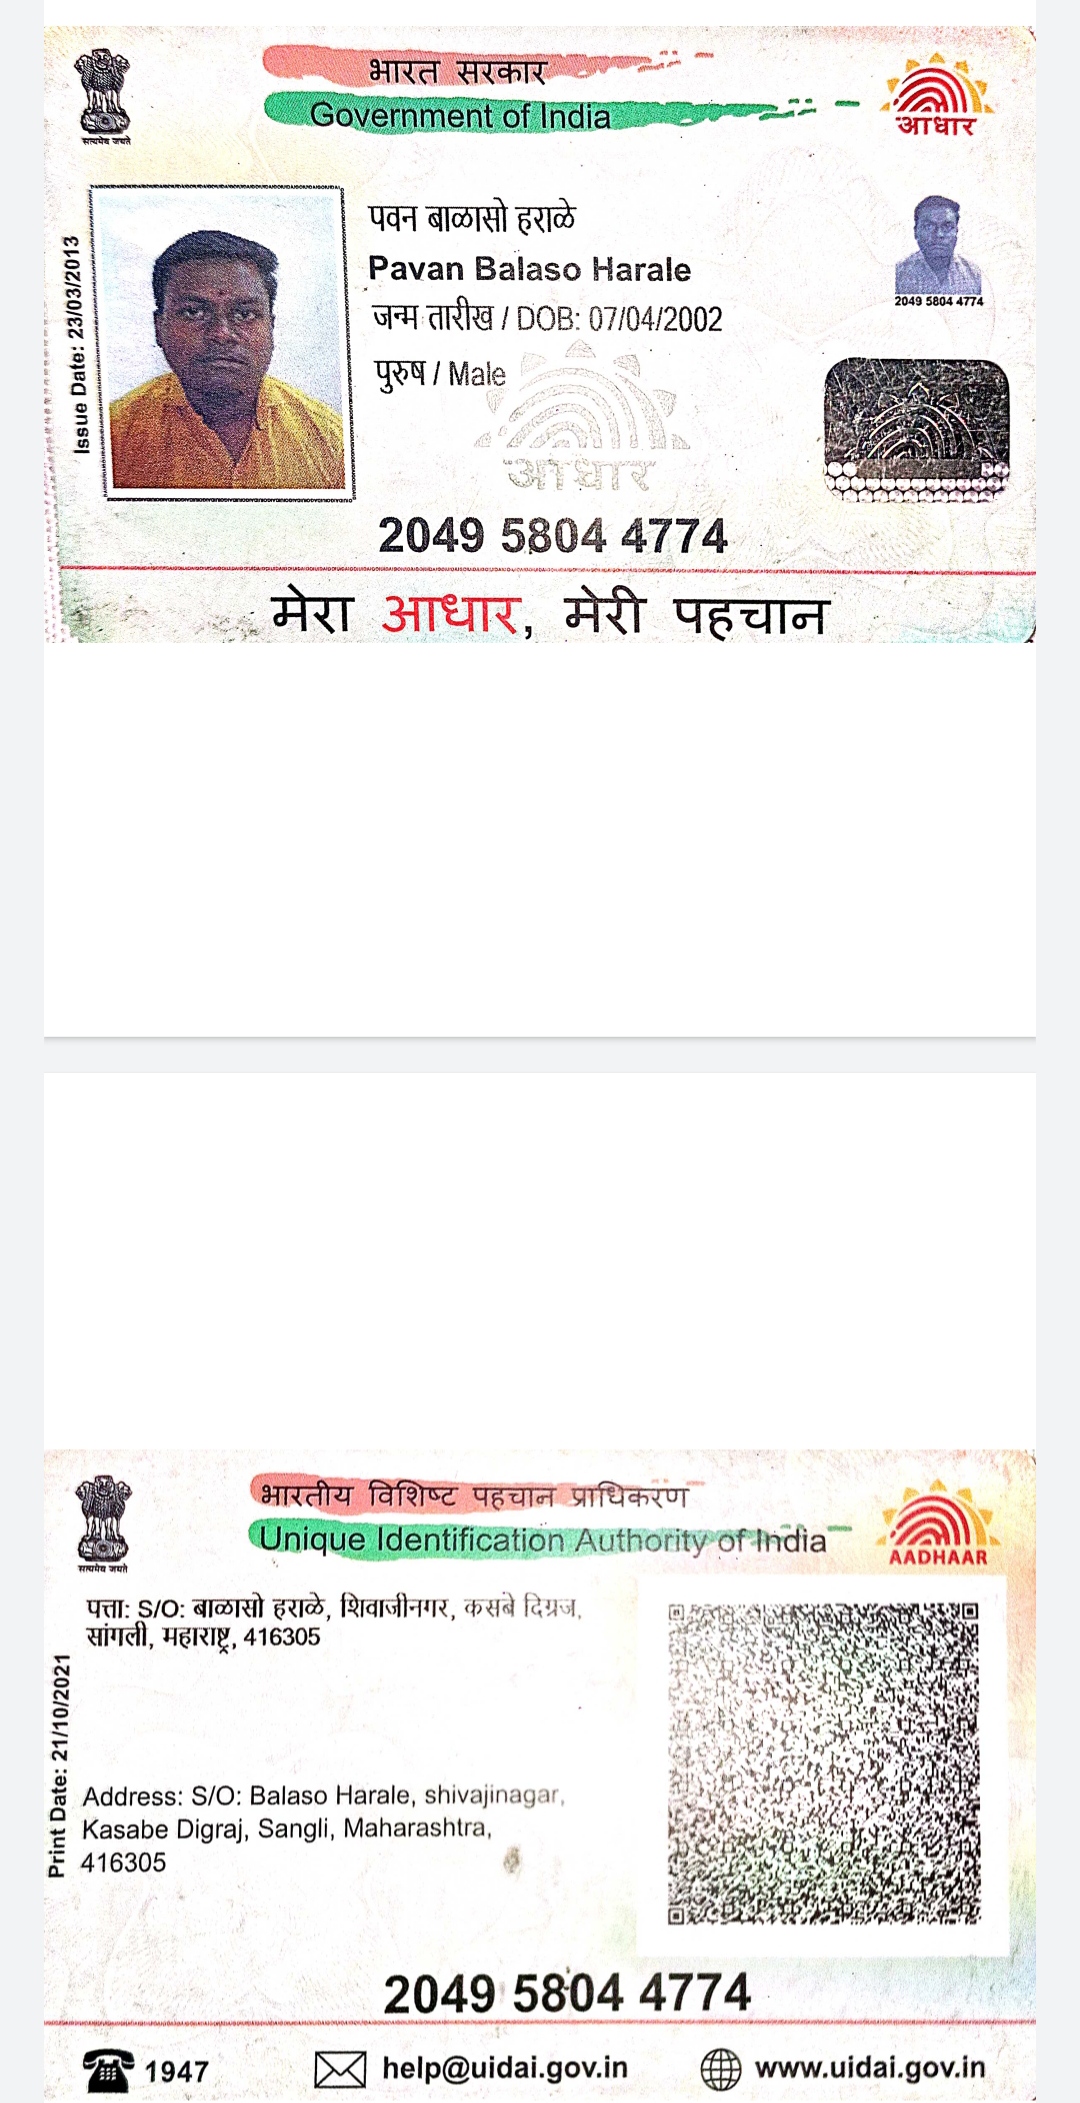 भारत सरकार
Government of India
सत्यमेव जयते
आधार
Issue Date: 23/03/2013
पवन बाळासो हराळे
Pavan Balaso Harale
जन्म तारीख / DOB: 07/04/2002
पुरुष / Male
2049 5804 4774
आधार
2049 5804 4774
मेरा आधार, मेरी पहचान
भारतीय विशिष्ट पहचान प्राधिकरण
Unique Identification Authority of India
सत्यमेव जयते
AADHAAR
पत्ता: S/O: बाळासो हराळे, शिवाजीनगर, कसबे दिग्रज,
सांगली, महाराष्ट्र, 416305
Print Date: 21/10/2021
Address: S/O: Balaso Harale, shivajinagar,
Kasabe Digraj, Sangli, Maharashtra,
416305
2049 5804 4774
1947
help@uidai.gov.in
www.uidai.gov.in